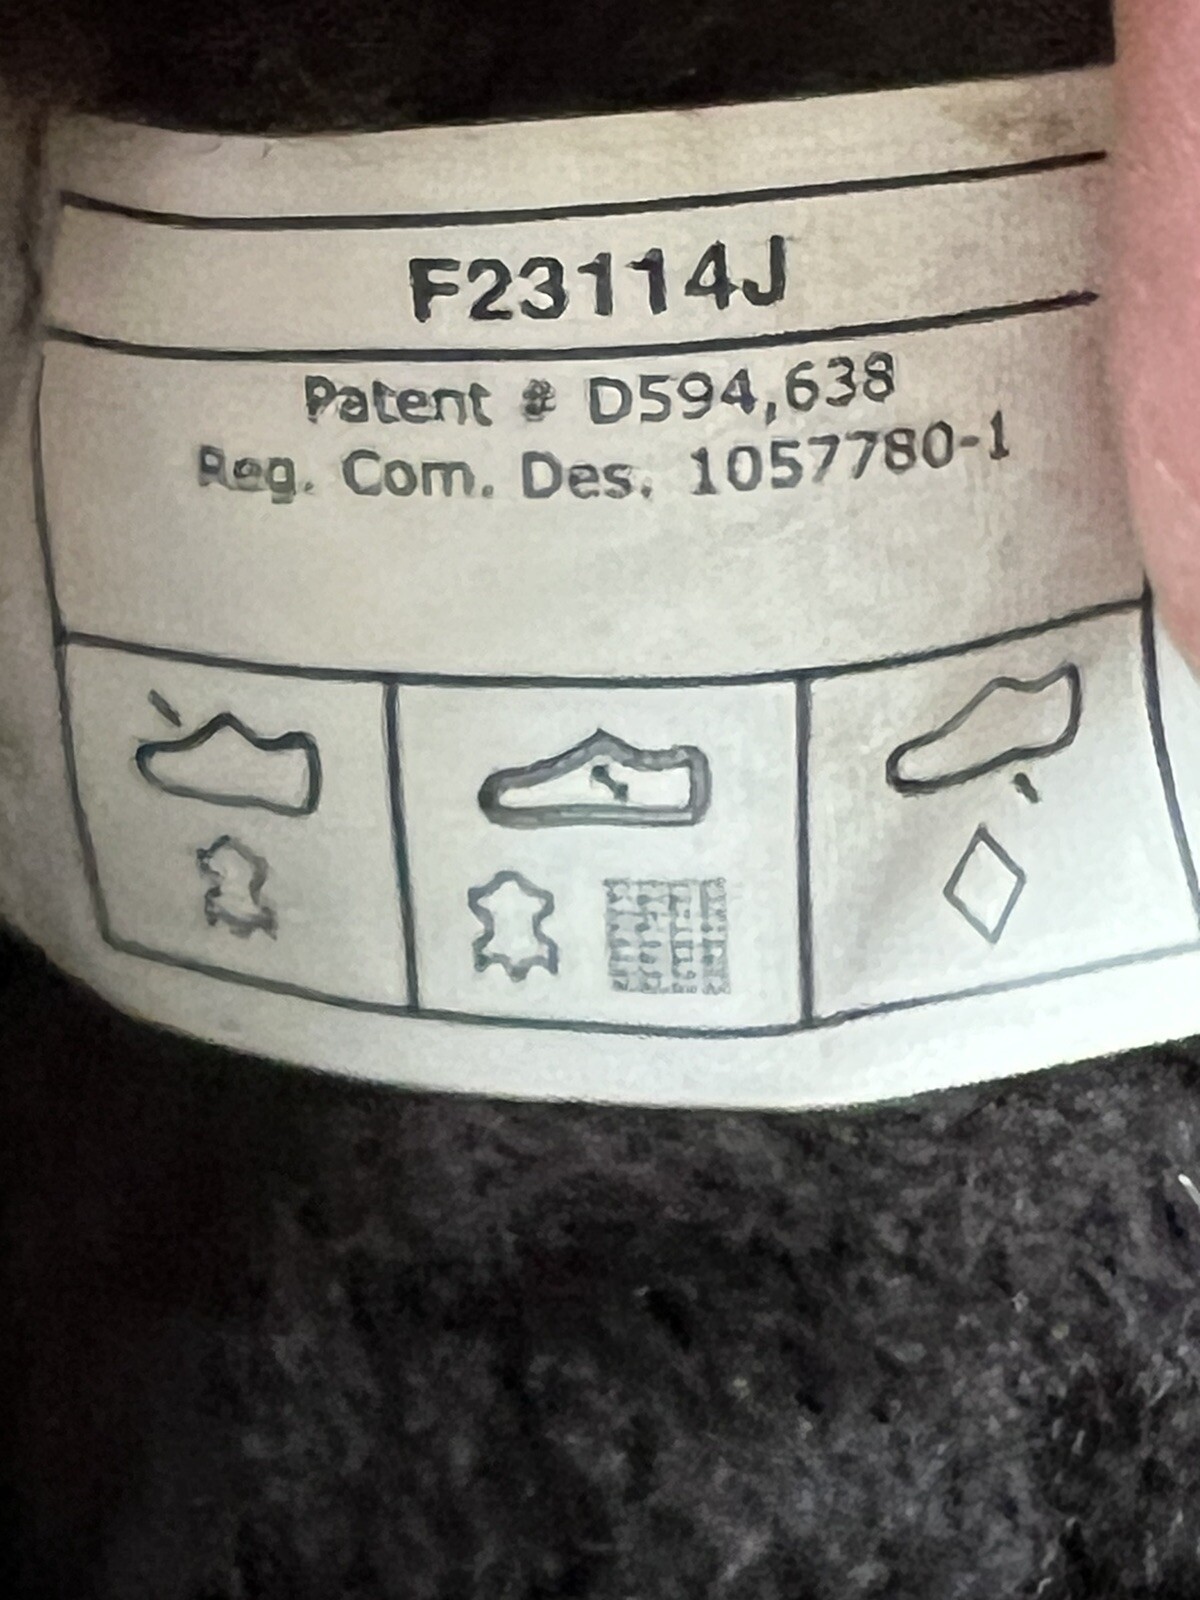 F23114J
Patent # D594,638
Reg. Com. Des. 1057780-1